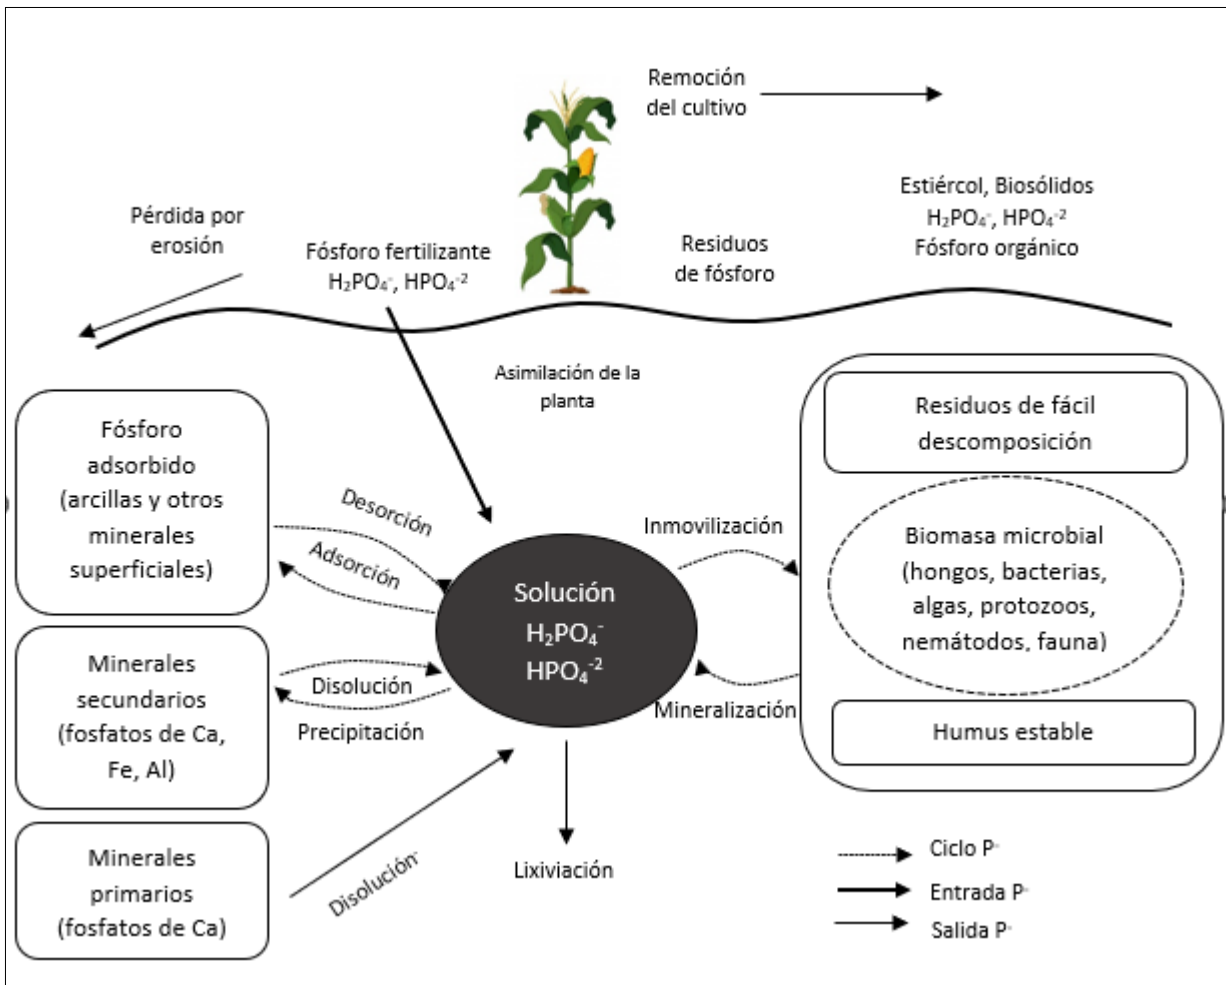 Remoción
del cultivo
Estiércol, Biosólidos
H₂PO₄⁻, HPO₄⁻²
Fósforo orgánico
Pérdida por
erosión
Fósforo fertilizante
H₂PO₄⁻, HPO₄⁻²
Residuos
de fósforo
Asimilación de la
planta
Fósforo
adsorbido
(arcillas y otros
minerales
superficiales)
Desorción
Adsorción
Minerales
secundarios
(fosfatos de Ca,
Fe, Al)
Disolución
Precipitación
Minerales
primarios
(fosfatos de Ca)
Disolución⁻
Solución
H₂PO₄⁻
HPO₄⁻²
Lixiviación
Inmovilización
Mineralización
Residuos de fácil
descomposición
Biomasa microbial
(hongos, bacterias,
algas, protozoos,
nemátodos, fauna)
Humus estable
Ciclo P⁻
Entrada P⁻
Salida P⁻